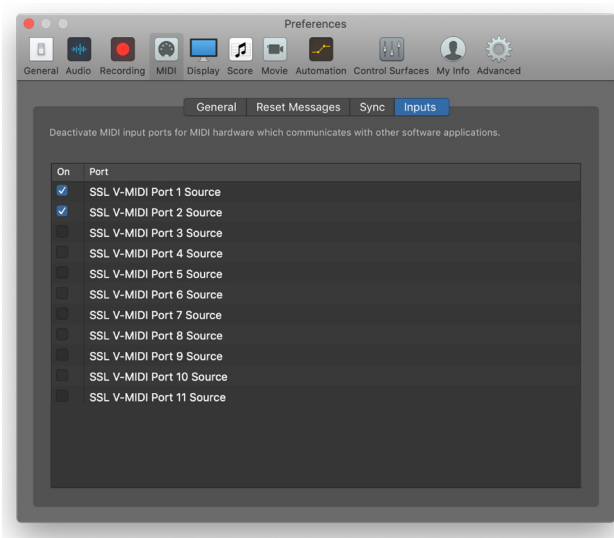 Preferences
General Audio Recording MIDI Display Score Movie Automation Control Surfaces My Info Advanced
General Reset Messages Sync Inputs
Deactivate MIDI input ports for MIDI hardware which communicates with other software applications.
On Port
SSL V-MIDI Port 1 Source
SSL V-MIDI Port 2 Source
SSL V-MIDI Port 3 Source
SSL V-MIDI Port 4 Source
SSL V-MIDI Port 5 Source
SSL V-MIDI Port 6 Source
SSL V-MIDI Port 7 Source
SSL V-MIDI Port 8 Source
SSL V-MIDI Port 9 Source
SSL V-MIDI Port 10 Source
SSL V-MIDI Port 11 Source